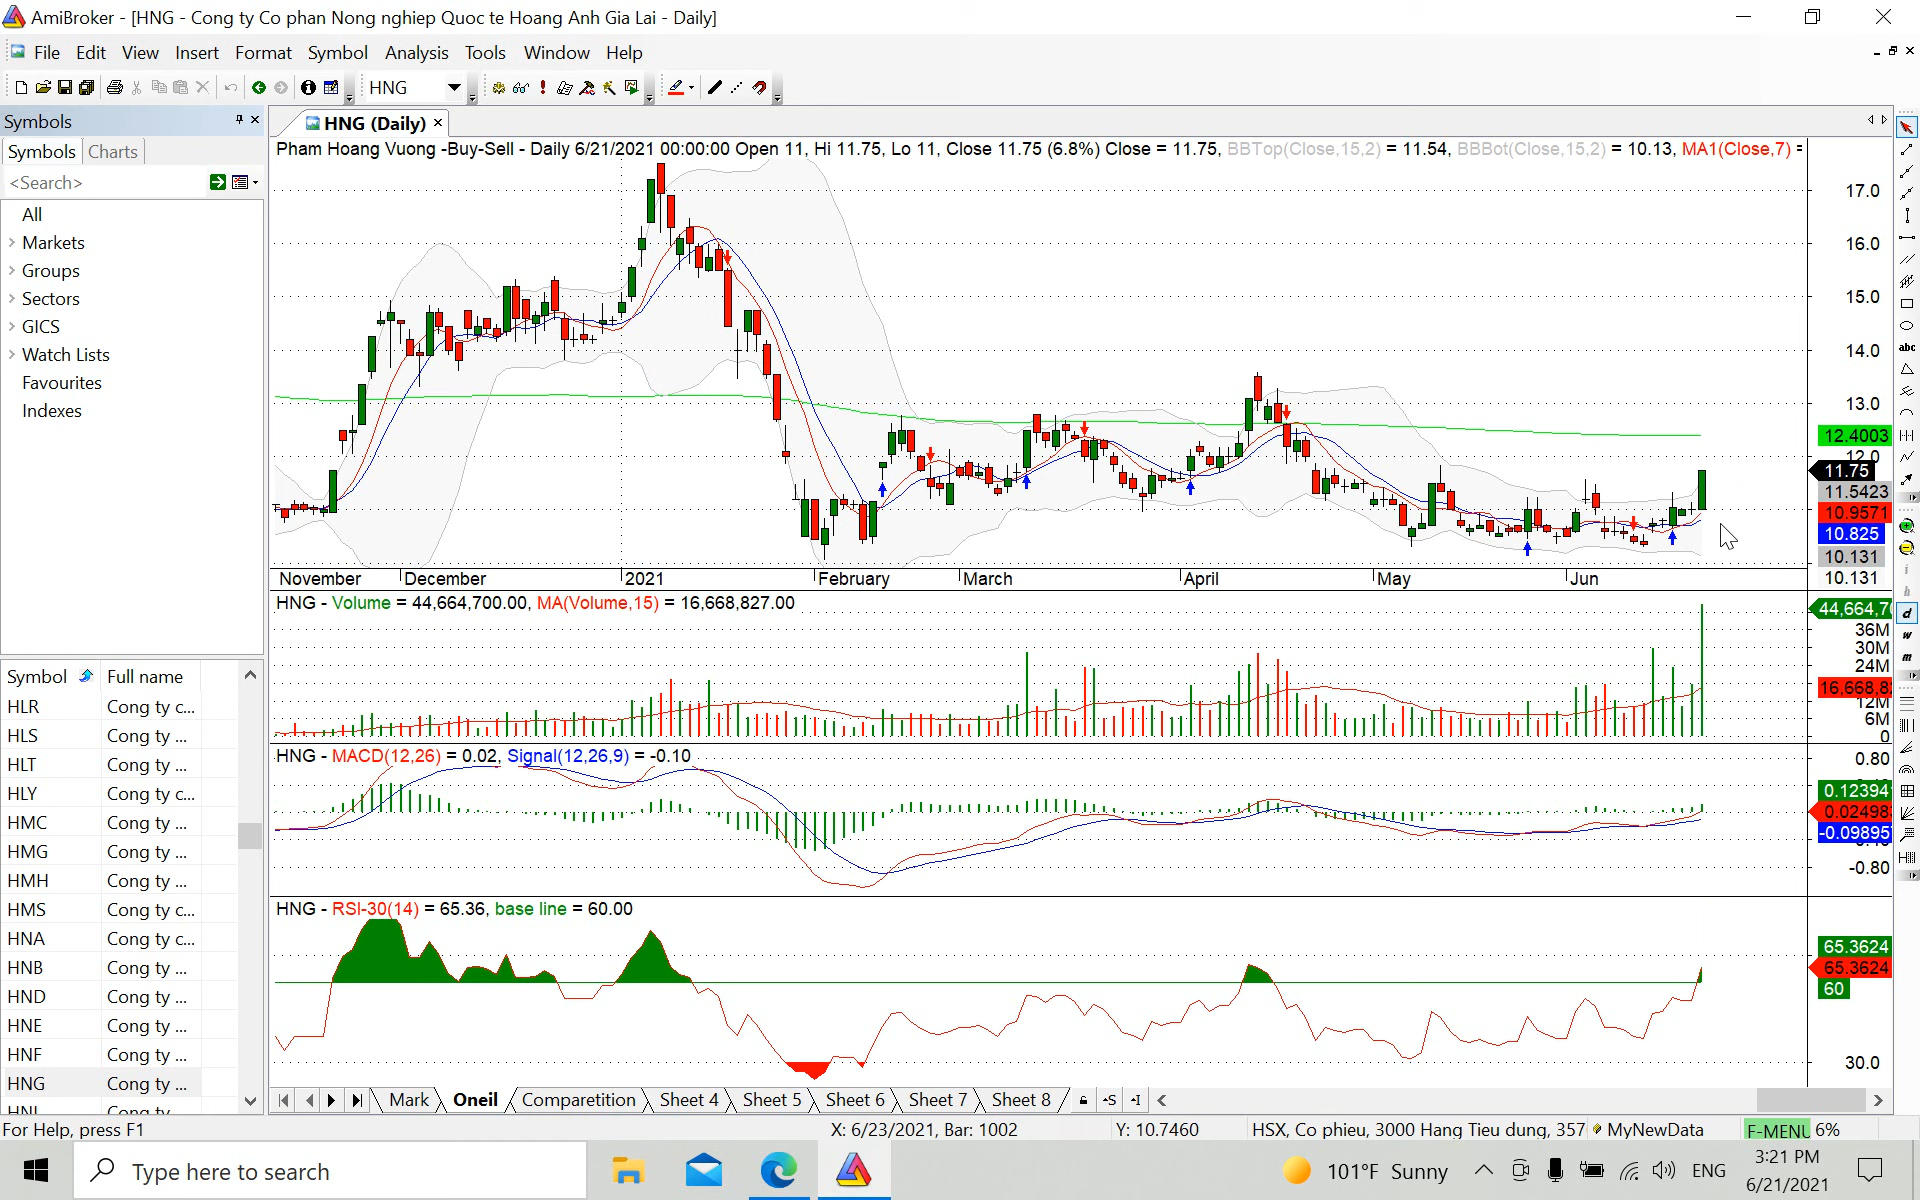 AmiBroker - [HNG - Cong ty Co phan Nong nghiep Quoc te Hoang Anh Gia Lai - Daily]
File Edit View Insert Format Symbol Analysis Tools Window Help
HNG
Symbols
Symbols Charts
<Search>
All
Markets
Groups
Sectors
GICS
Watch Lists
Favourites
Indexes
Symbol Full name
HLR Cong ty c...
HLS Cong ty ...
HLT Cong ty ...
HLY Cong ty c...
HMC Cong ty ...
HMG Cong ty ...
HMH Cong ty ...
HMS Cong ty c...
HNA Cong ty c...
HNB Cong ty ...
HND Cong ty ...
HNE Cong ty ...
HNF Cong ty ...
HNG Cong ty ...
HNG (Daily)
Pham Hoang Vuong -Buy-Sell - Daily 6/21/2021 00:00:00 Open 11, Hi 11.75, Lo 11, Close 11.75 (6.8%) Close = 11.75, BBTop(Close,15,2) = 11.54, BBBot(Close,15,2) = 10.13, MA1(Close,7) =
17.0
16.0
15.0
14.0
13.0
12.4003
12.0
11.75
11.5423
10.9571
10.825
10.131
10.131
November December 2021 February March April May Jun
HNG - Volume = 44,664,700.00, MA(Volume,15) = 16,668,827.00
44,664,7
36M
30M
24M
16,668,8
12M
6M
0
HNG - MACD(12,26) = 0.02, Signal(12,26,9) = -0.10
0.80
0.12394
0.02498
-0.09895
-0.80
HNG - RSI-30(14) = 65.36, base line = 60.00
65.3624
65.3624
60
30.0
Mark Oneil Comparetition Sheet 4 Sheet 5 Sheet 6 Sheet 7 Sheet 8
abc
d
w
m
For Help, press F1 X: 6/23/2021, Bar: 1002 Y: 10.7460 HSX, Co phieu, 3000 Hang Tieu dung, 357 MyNewData F-MENU 6%
Type here to search
101°F Sunny
ENG
3:21 PM
6/21/2021